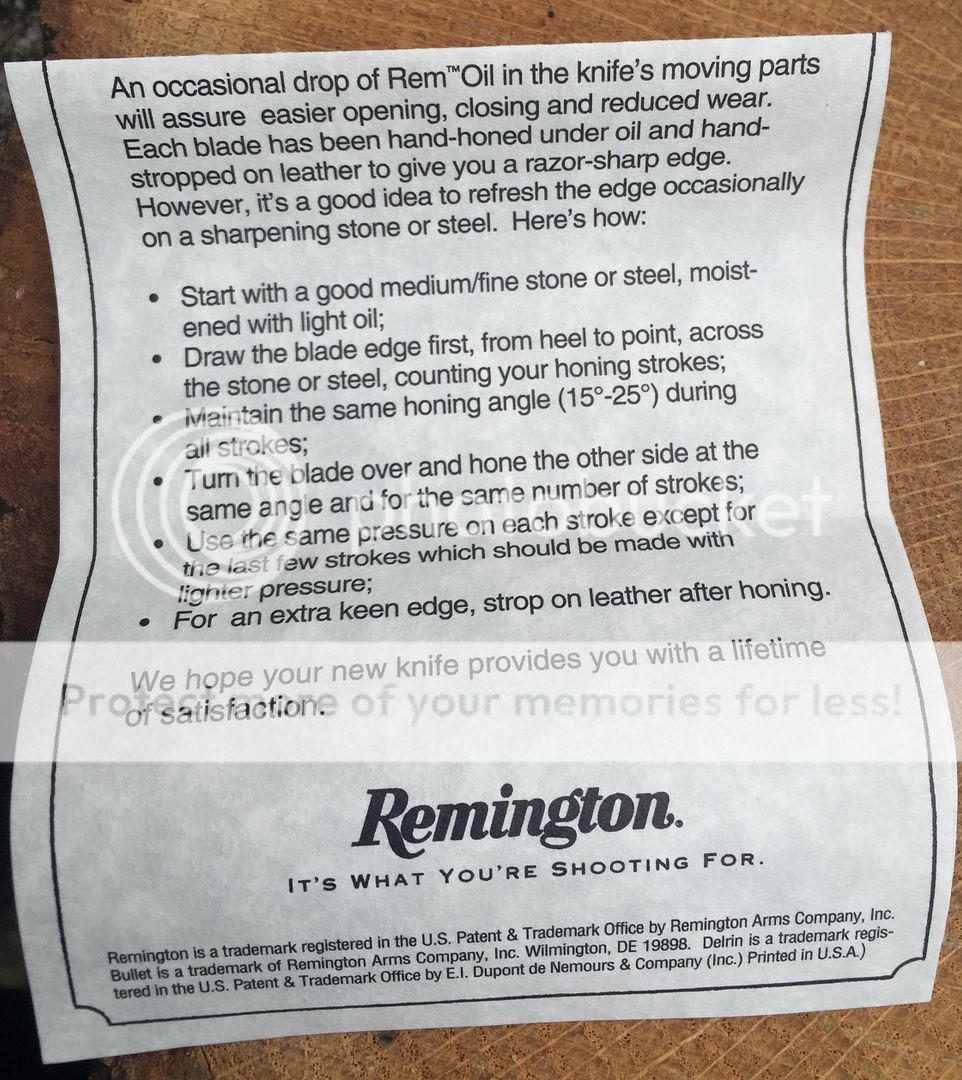 An occasional drop of Rem™Oil in the knife's moving parts
will assure easier opening, closing and reduced wear.
Each blade has been hand-honed under oil and hand-
stropped on leather to give you a razor-sharp edge.
However, it's a good idea to refresh the edge occasionally
on a sharpening stone or steel. Here's how:
• Start with a good medium/fine stone or steel, moist-
ened with light oil;
• Draw the blade edge first, from heel to point, across
the stone or steel, counting your honing strokes;
• Maintain the same honing angle (15°-25°) during
all strokes;
• Turn the blade over and hone the other side at the
same angle and for the same number of strokes;
• Use the same pressure on each stroke except for
the last few strokes which should be made with
lighter pressure;
• For an extra keen edge, strop on leather after honing.
We hope your new knife provides you with a lifetime
of satisfaction.
photobucket
Protect more of your memories for less!
Remington.
IT'S WHAT YOU'RE SHOOTING FOR.
Remington is a trademark registered in the U.S. Patent & Trademark Office by Remington Arms Company, Inc.
Bullet is a trademark of Remington Arms Company, Inc. Wilmington, DE 19898. Delrin is a trademark regis-
tered in the U.S. Patent & Trademark Office by E.I. Dupont de Nemours & Company (Inc.) Printed in U.S.A.)